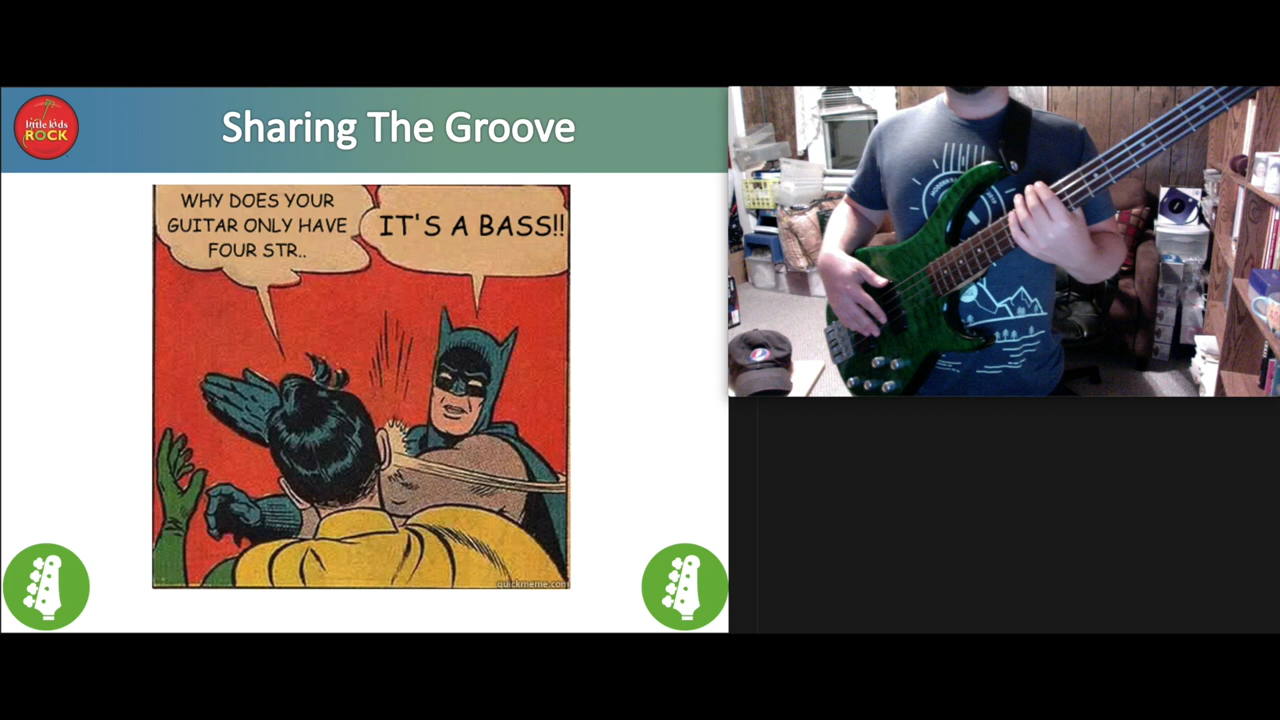 little kids
ROCK
Sharing The Groove
WHY DOES YOUR
GUITAR ONLY HAVE
FOUR STR..
IT'S A BASS!!
quickmeme.com